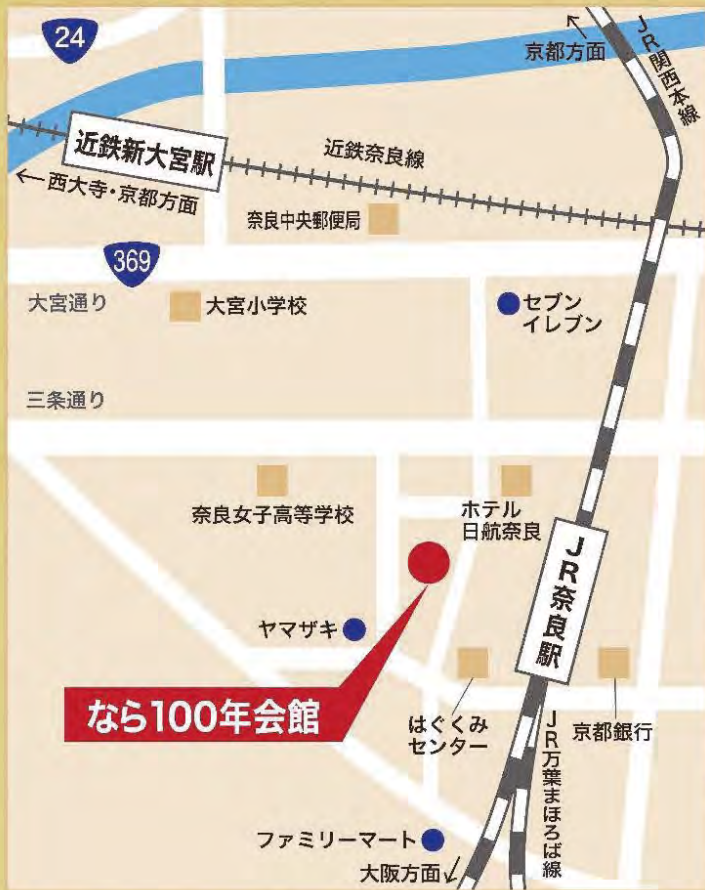 24
京都方面
JR関西本線
近鉄新大宮駅
近鉄奈良線
←西大寺・京都方面
奈良中央郵便局
369
大宮通り
大宮小学校
セブン
イレブン
三条通り
奈良女子高等学校
ホテル
日航奈良
JR奈良駅
ヤマザキ
なら100年会館
はぐくみ
センター
京都銀行
JR万葉まほろば線
ファミリーマート
大阪方面